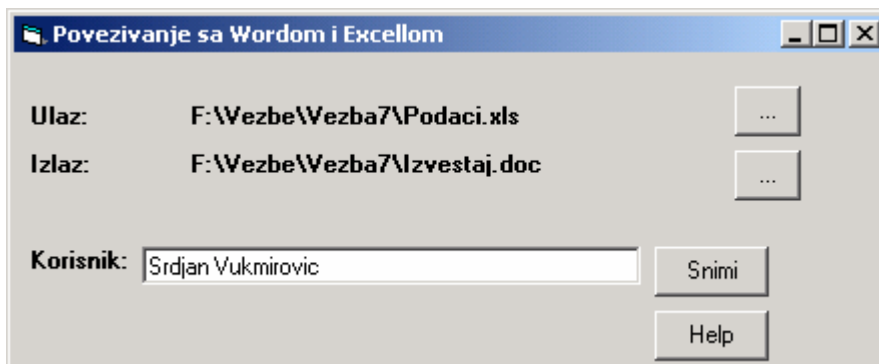 Povezivanje sa Wordom i Excellom
Ulaz: F:\Vezbe\Vezba7\Podaci.xls ...
Izlaz: F:\Vezbe\Vezba7\Izvestaj.doc ...
Korisnik: Srdjan Vukmirovic Snimi
Help